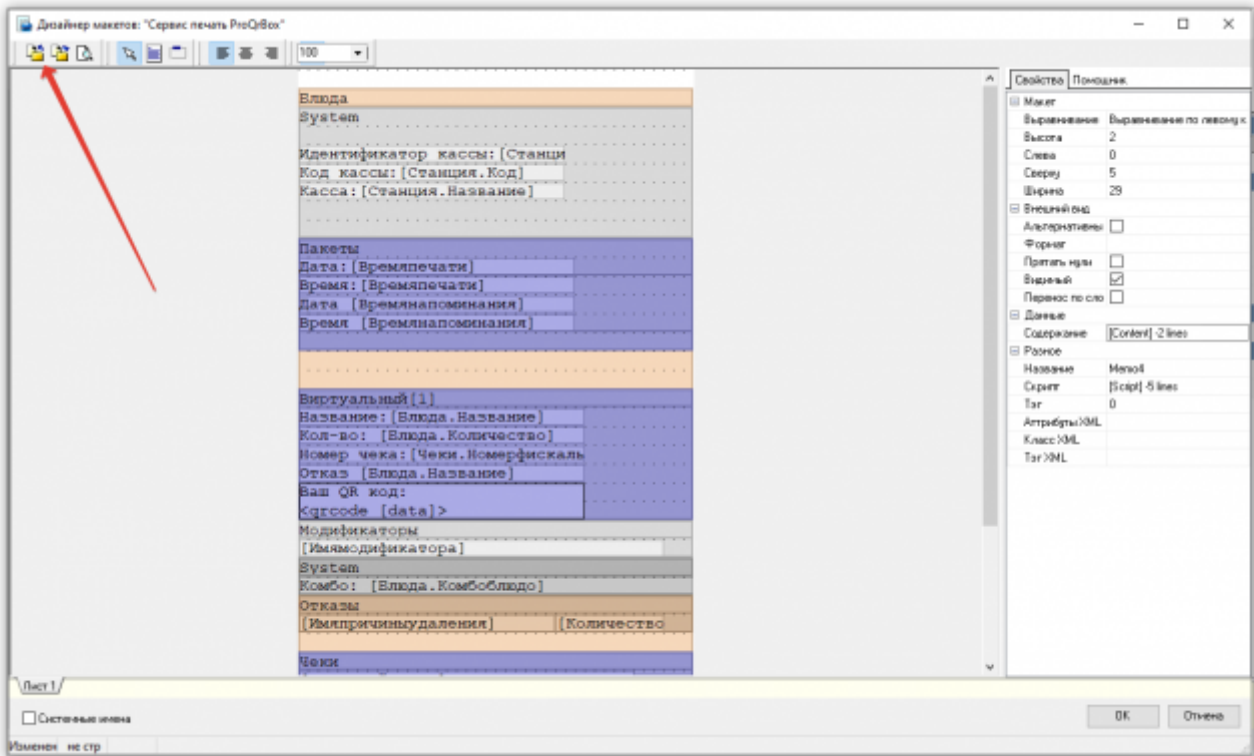 Дизайнер макетов: "Сервис печать ProQrBox"
100
Свойства Помощник
Блюда
System
Идентификатор кассы:[Станци
Код кассы:[Станция.Код]
Касса:[Станция.Название]
Пакеты
Дата:[Времяпечати]
Время:[Времяпечати]
Дата [Времянапоминания]
Время [Времянапоминания]
Виртуальный[1]
Название:[Блюда.Название]
Кол-во: [Блюда.Количество]
Номер чека:[Чеки.Номерфискаль
Отказ [Блюда.Название]
Ваш QR код:
<qrcode [data]>
Модификаторы
[Имямодификатора]
System
Комбо: [Блюда.Комбоблюдо]
Отказы
[Имяпричиныудаления] [Количество
Чеки
Макет
Выравнивание Выравнивание по левому к
Высота 2
Слева 0
Сверху 5
Ширина 29
Внешний вид
Альтернативны
Формат
Прятать нули
Видимый
Перенос по сло
Данные
Содержание [Content] -2 lines
Разное
Название Memo4
Скрипт [Script] -5 lines
Тэг 0
Аттрибуты XML
Класс XML
Тэг XML
Лист 1
Системные имена
OK Отмена
Изменен не стр